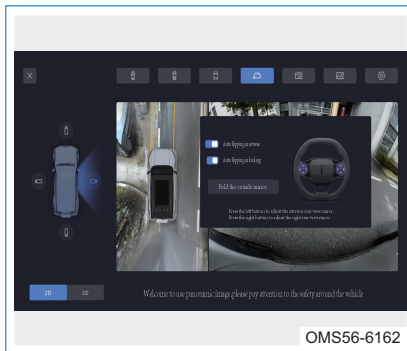 Auto flipping in reverse
Auto flipping in locking
Fold the outside mirror
Press the left button to adjust the exterior rear view mirror;
Press the right button to adjust the right rear view mirror
2D 3D
Welcome to use panoramic image,please pay attention to the safety around the vehicle
OMS56-6162